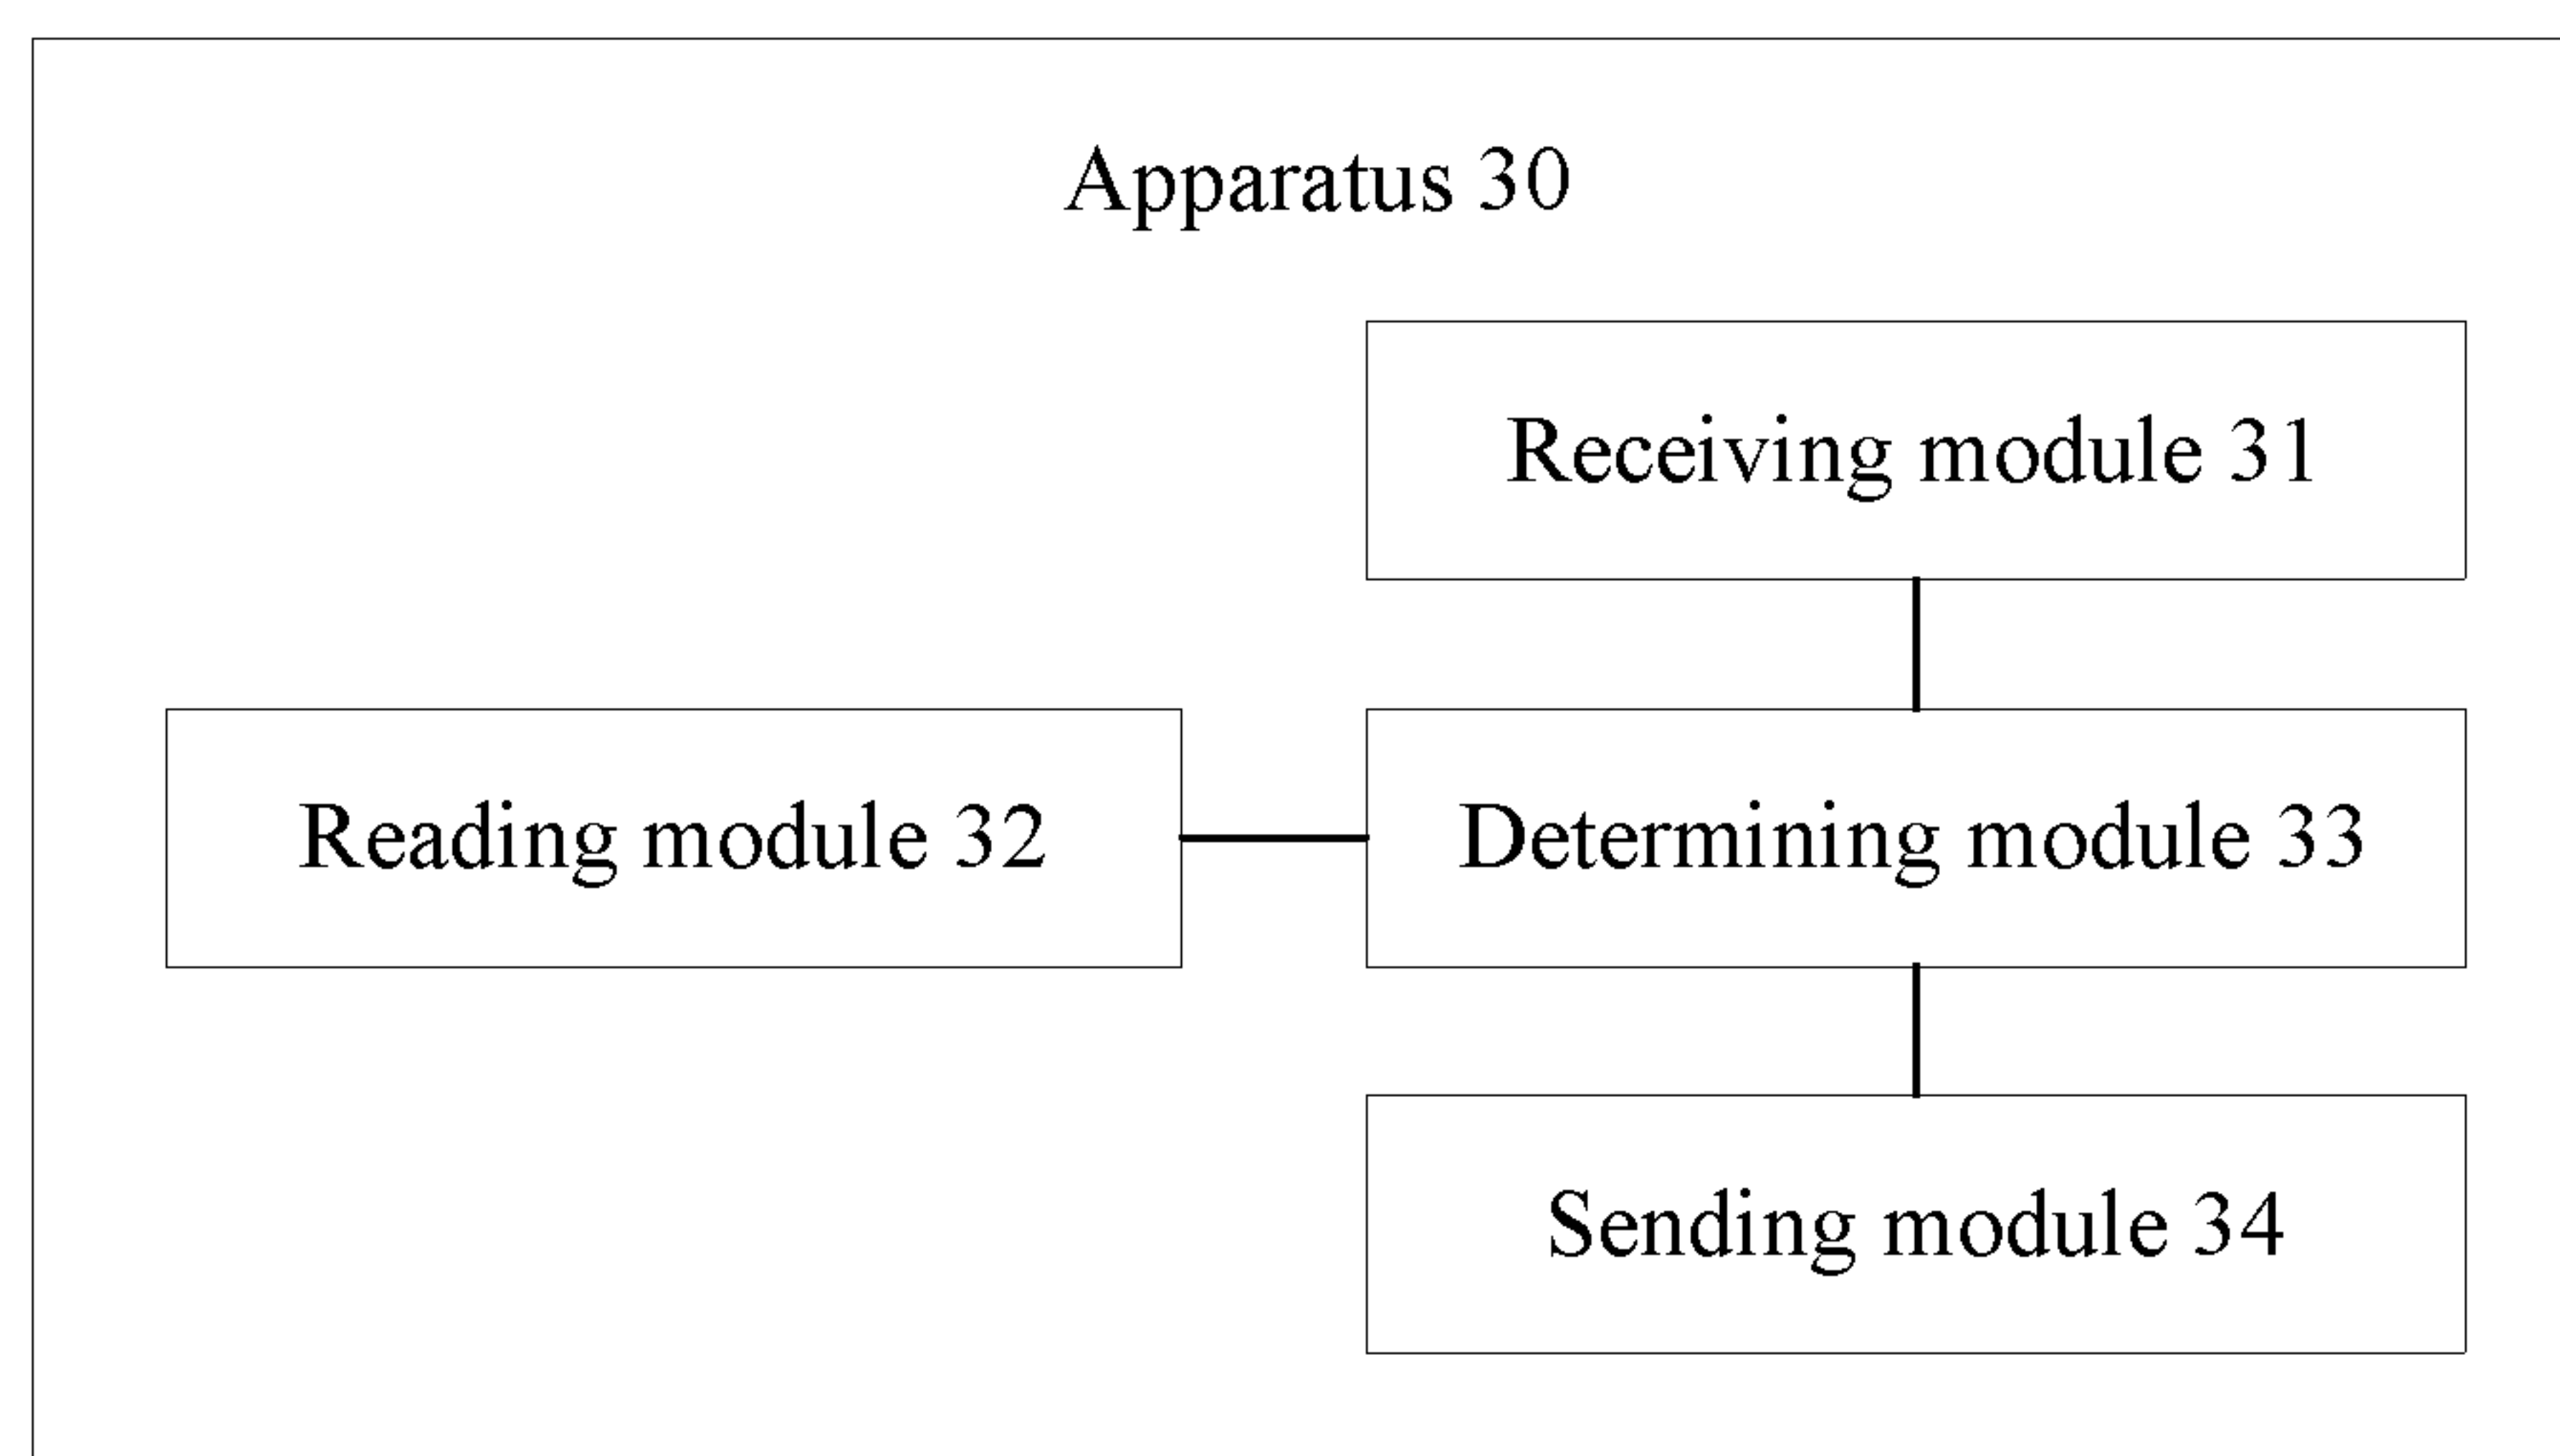 Apparatus 30
Receiving module 31
Reading module 32
Determining module 33
Sending module 34